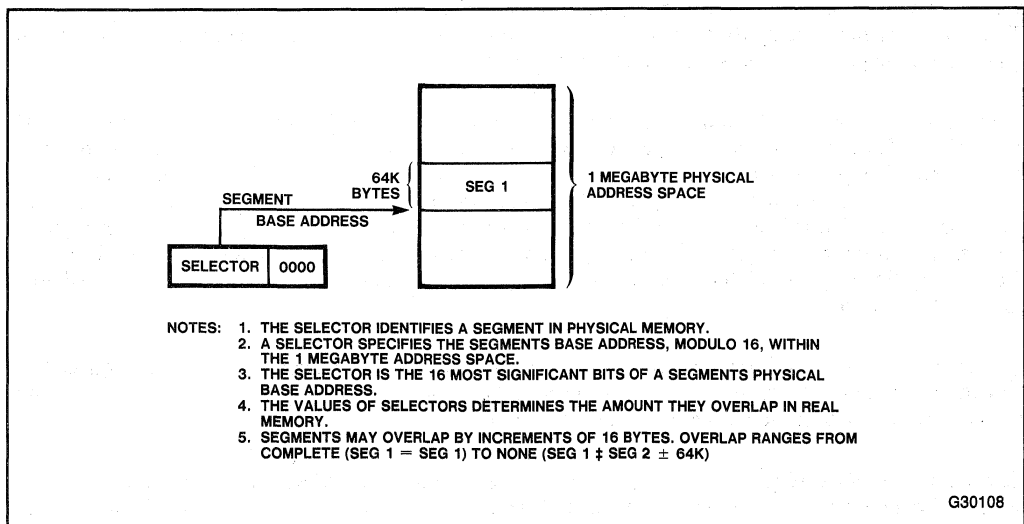 64K
BYTES
SEG 1
1 MEGABYTE PHYSICAL
ADDRESS SPACE
SEGMENT
BASE ADDRESS
SELECTOR 0000
NOTES: 1. THE SELECTOR IDENTIFIES A SEGMENT IN PHYSICAL MEMORY.
2. A SELECTOR SPECIFIES THE SEGMENTS BASE ADDRESS, MODULO 16, WITHIN
THE 1 MEGABYTE ADDRESS SPACE.
3. THE SELECTOR IS THE 16 MOST SIGNIFICANT BITS OF A SEGMENTS PHYSICAL
BASE ADDRESS.
4. THE VALUES OF SELECTORS DETERMINES THE AMOUNT THEY OVERLAP IN REAL
MEMORY.
5. SEGMENTS MAY OVERLAP BY INCREMENTS OF 16 BYTES. OVERLAP RANGES FROM
COMPLETE (SEG 1 = SEG 1) TO NONE (SEG 1 ‡ SEG 2 ± 64K)
G30108